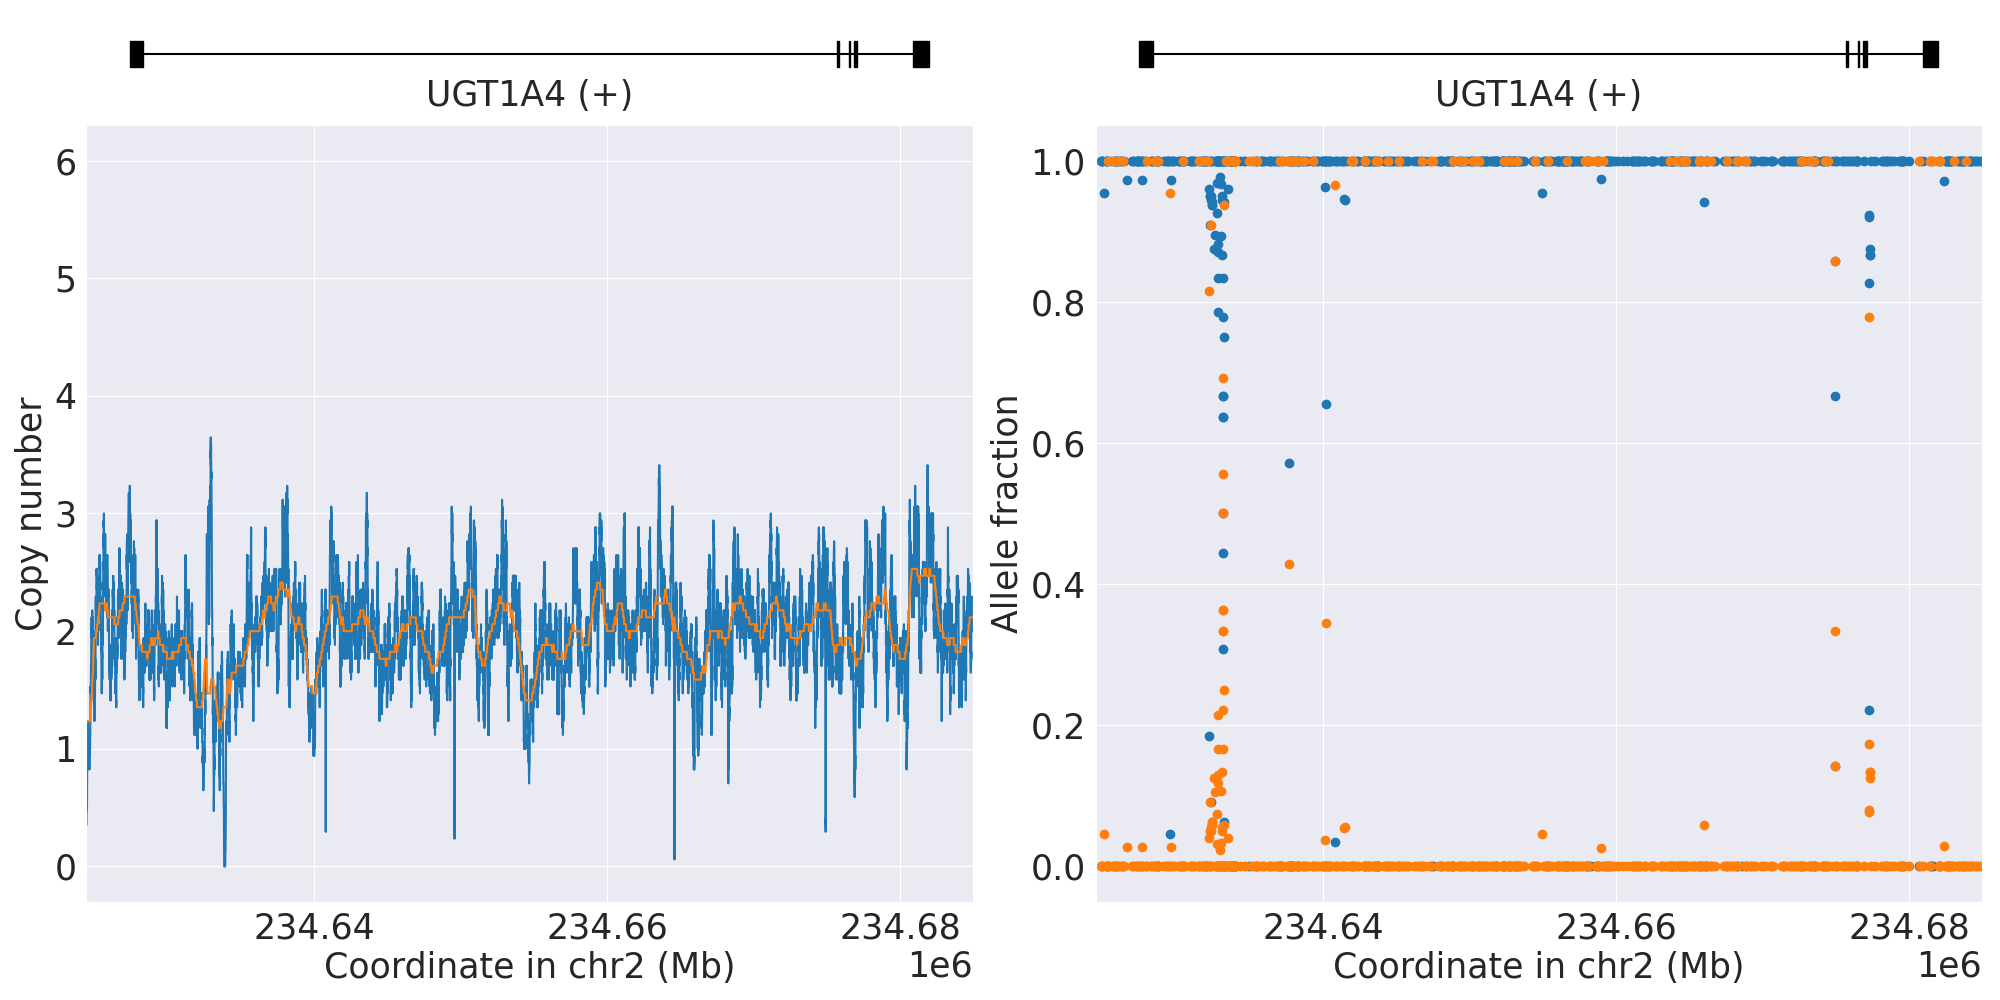 UGT1A4 (+)
6
5
4
3
2
1
0
Copy number
234.64 234.66 234.68
Coordinate in chr2 (Mb)
1e6
UGT1A4 (+)
1.0
0.8
0.6
0.4
0.2
0.0
Allele fraction
234.64 234.66 234.68
Coordinate in chr2 (Mb)
1e6